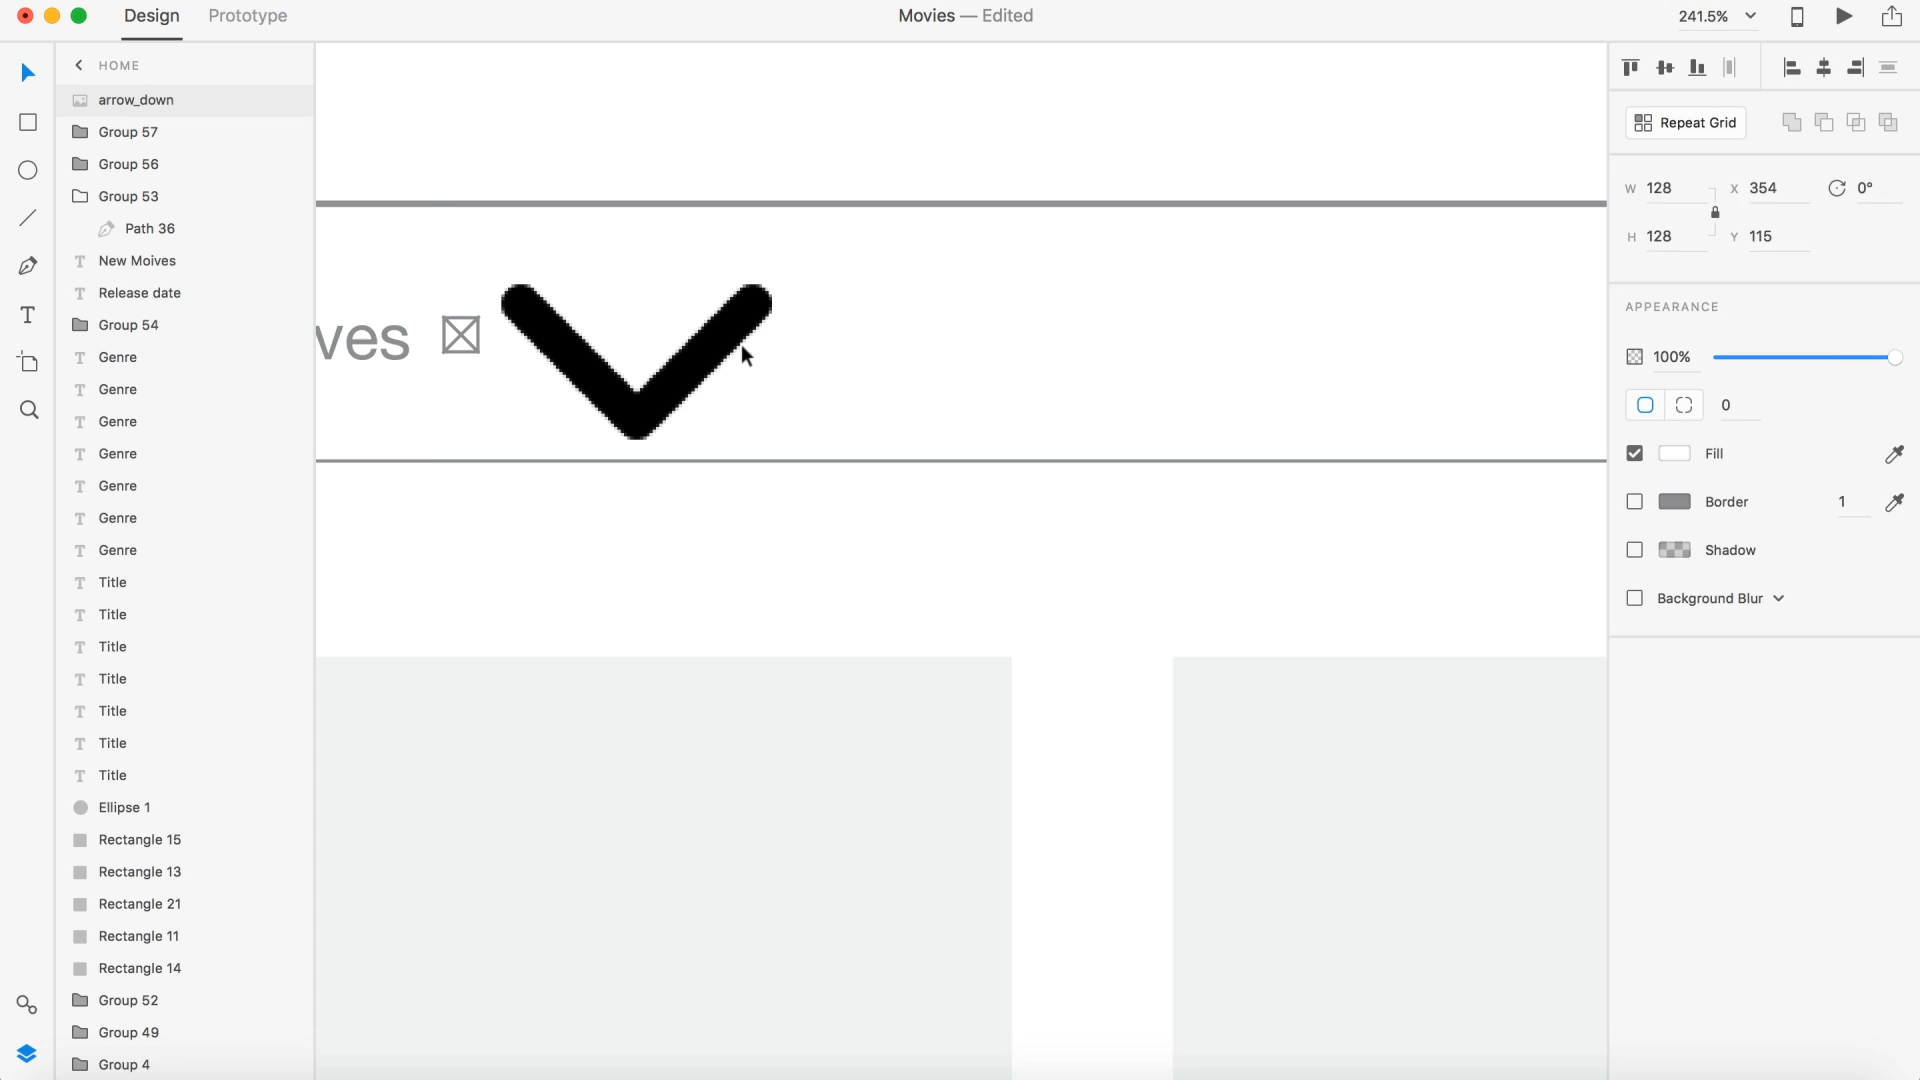 Design Prototype Movies — Edited 241.5%
HOME
arrow_down
Group 57
Group 56
Group 53
Path 36
New Moives
Release date
Group 54
Genre
Genre
Genre
Genre
Genre
Genre
Genre
Title
Title
Title
Title
Title
Title
Title
Ellipse 1
Rectangle 15
Rectangle 13
Rectangle 21
Rectangle 11
Rectangle 14
Group 52
Group 49
Group 4
ves
Repeat Grid
W 128 X 354 0°
H 128 Y 115
APPEARANCE
100%
0
Fill
Border 1
Shadow
Background Blur